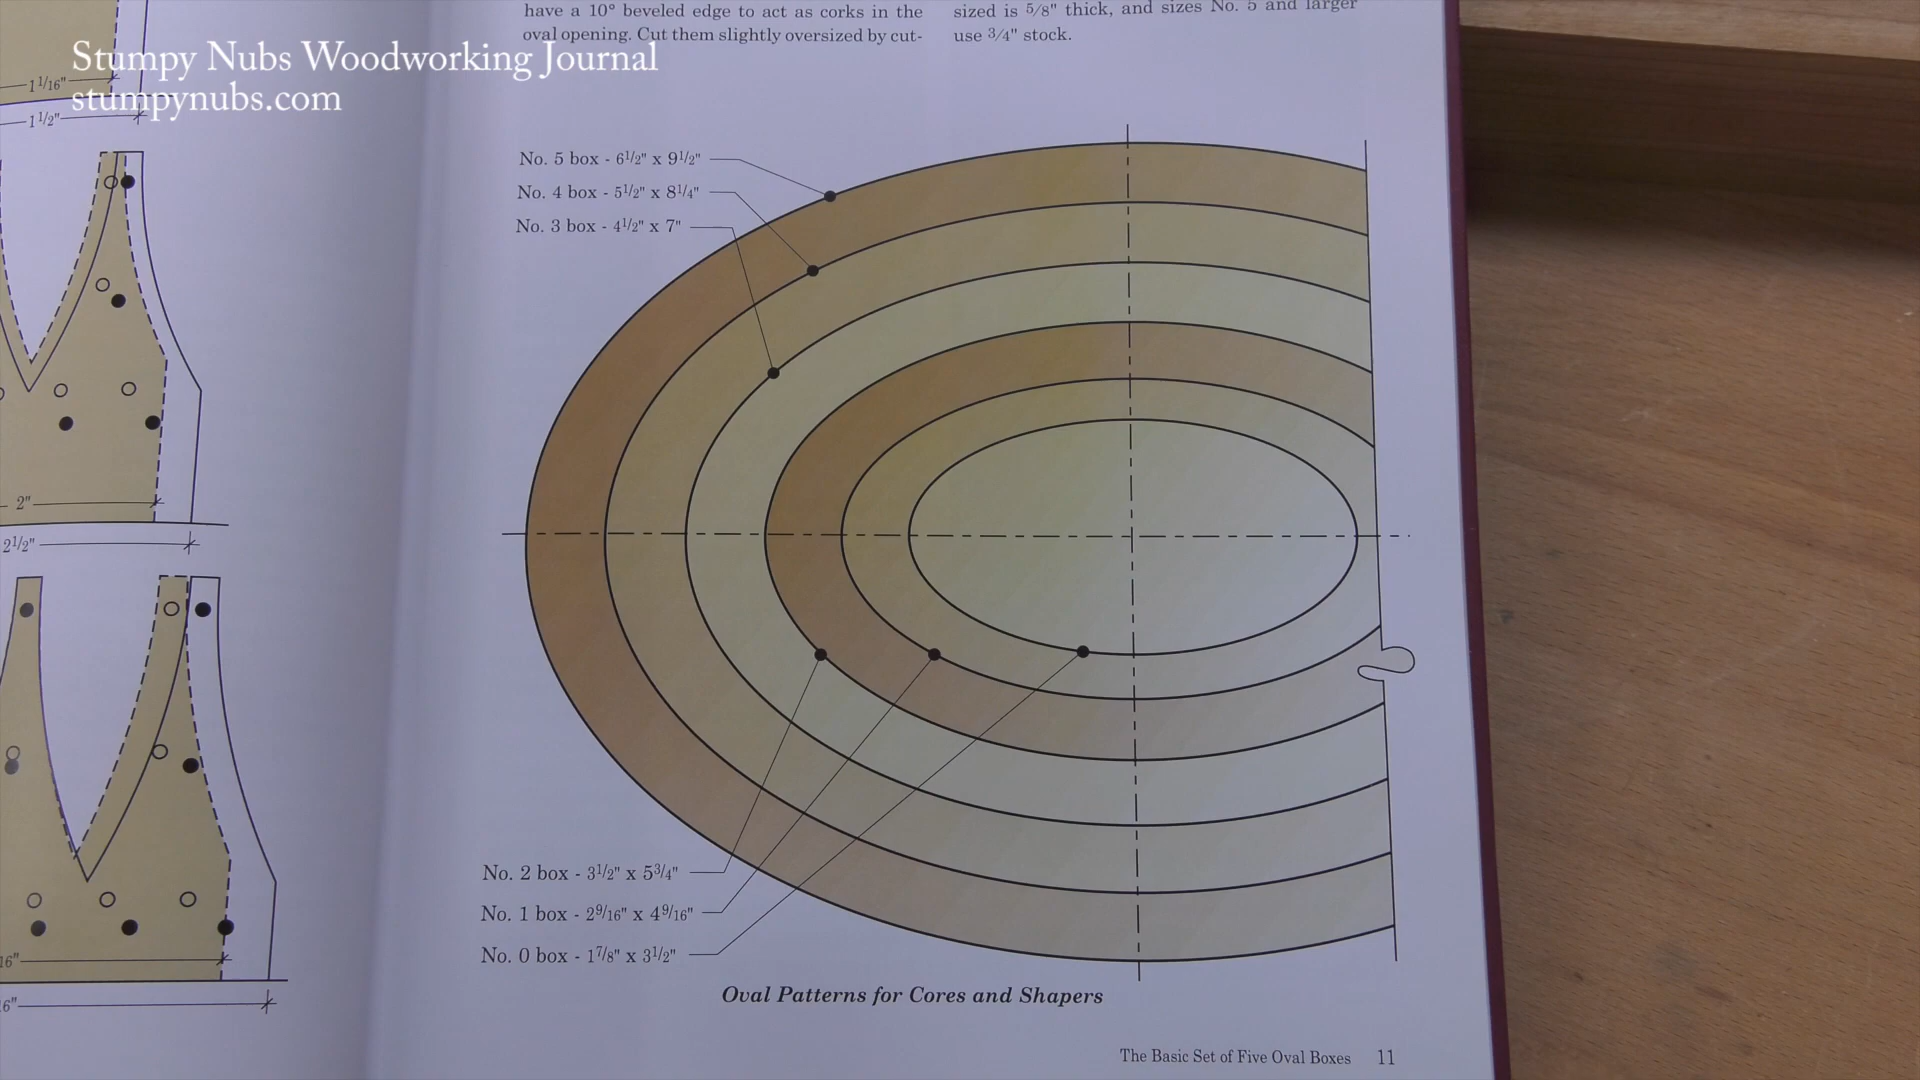 Stumpy Nubs Woodworking Journal
stumpynubs.com
1 1/16"
1 1/2"
2"
2 1/2"
16"
6"
have a 10° beveled edge to act as corks in the
oval opening. Cut them slightly oversized by cut-
sized is 5/8" thick, and sizes No. 5 and larger
use 3/4" stock.
No. 5 box - 6 1/2" x 9 1/2"
No. 4 box - 5 1/2" x 8 1/4"
No. 3 box - 4 1/2" x 7"
No. 2 box - 3 1/2" x 5 3/4"
No. 1 box - 2 9/16" x 4 9/16"
No. 0 box - 1 7/8" x 3 1/2"
Oval Patterns for Cores and Shapers
The Basic Set of Five Oval Boxes 11